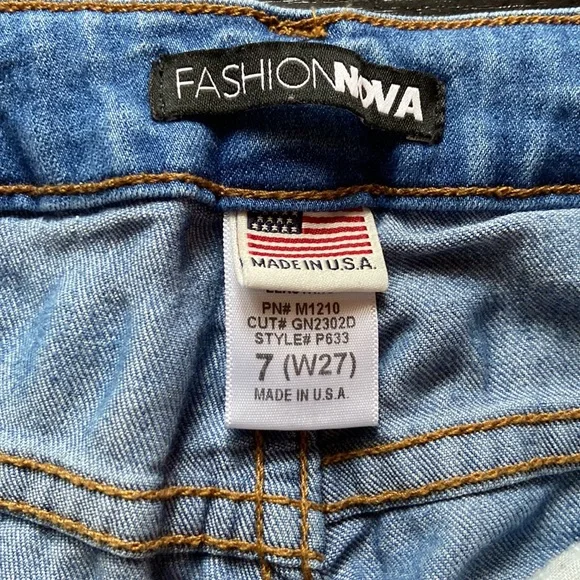 FASHIONNOVA
MADE IN U.S.A.
PN# M1210
CUT# GN2302D
STYLE# P633
7 (W27)
MADE IN U.S.A.